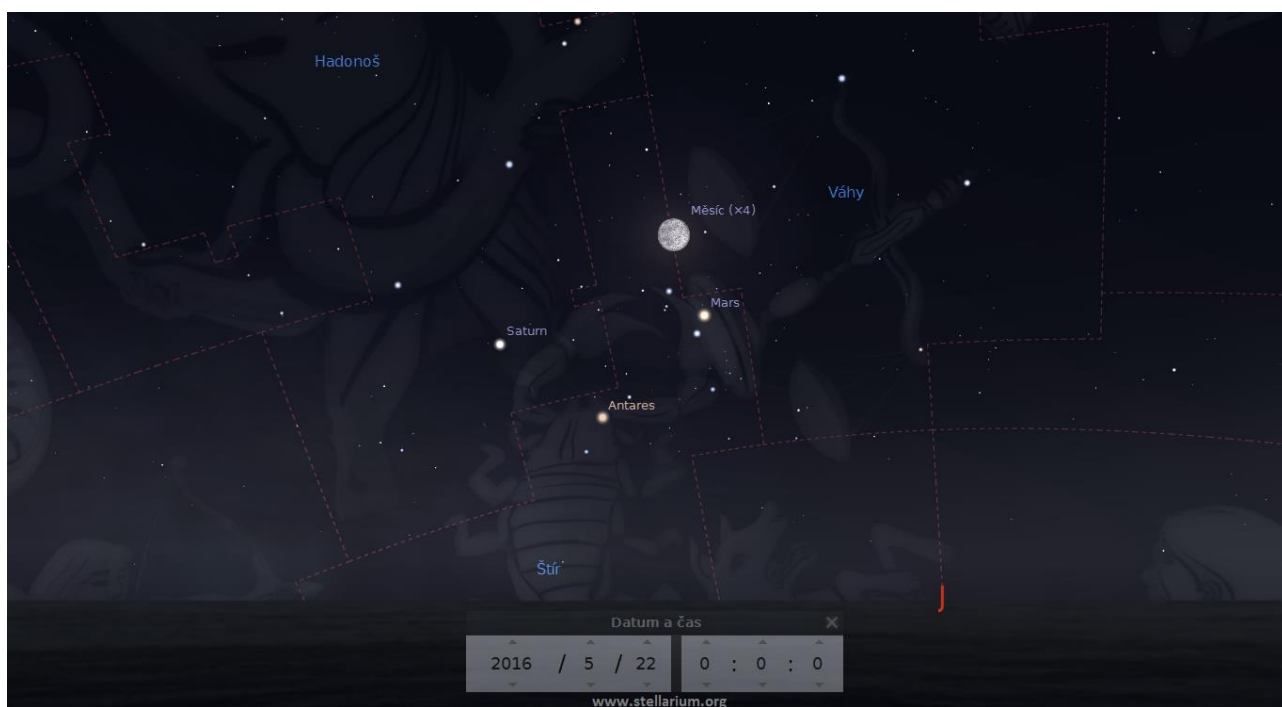 Hadonoš
Váhy
Měsíc (×4)
Mars
Saturn
Antares
Štír
J
Datum a čas ×
2016 / 5 / 22 0 : 0 : 0
www.stellarium.org